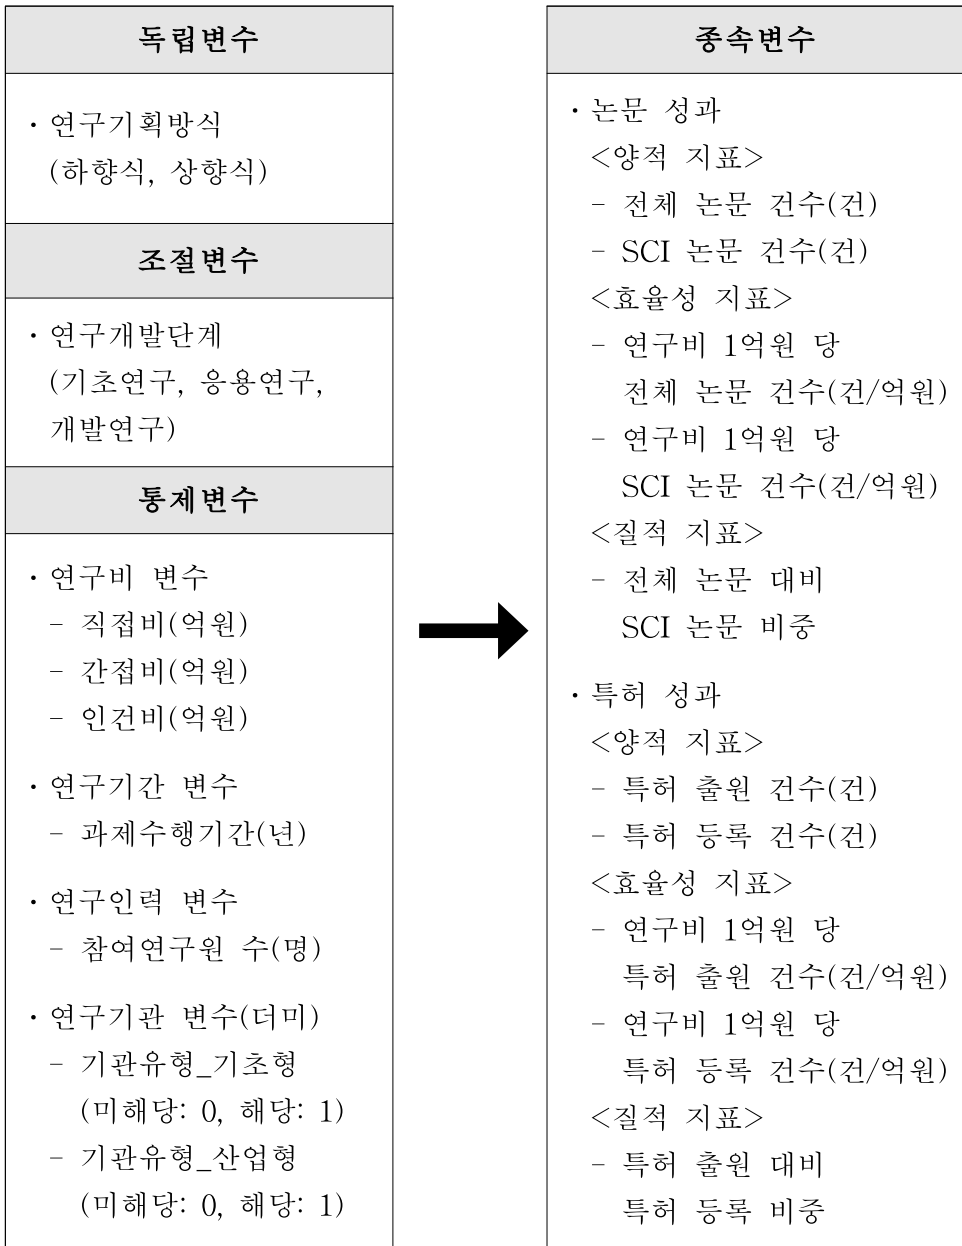 독립변수
· 연구기획방식
(하향식, 상향식)
조절변수
· 연구개발단계
(기초연구, 응용연구,
개발연구)
통제변수
· 연구비 변수
- 직접비(억원)
- 간접비(억원)
- 인건비(억원)
· 연구기간 변수
- 과제수행기간(년)
· 연구인력 변수
- 참여연구원 수(명)
· 연구기관 변수(더미)
- 기관유형_기초형
(미해당: 0, 해당: 1)
- 기관유형_산업형
(미해당: 0, 해당: 1)
종속변수
· 논문 성과
<양적 지표>
- 전체 논문 건수(건)
- SCI 논문 건수(건)
<효율성 지표>
- 연구비 1억원 당
전체 논문 건수(건/억원)
- 연구비 1억원 당
SCI 논문 건수(건/억원)
<질적 지표>
- 전체 논문 대비
SCI 논문 비중
· 특허 성과
<양적 지표>
- 특허 출원 건수(건)
- 특허 등록 건수(건)
<효율성 지표>
- 연구비 1억원 당
특허 출원 건수(건/억원)
- 연구비 1억원 당
특허 등록 건수(건/억원)
<질적 지표>
- 특허 출원 대비
특허 등록 비중